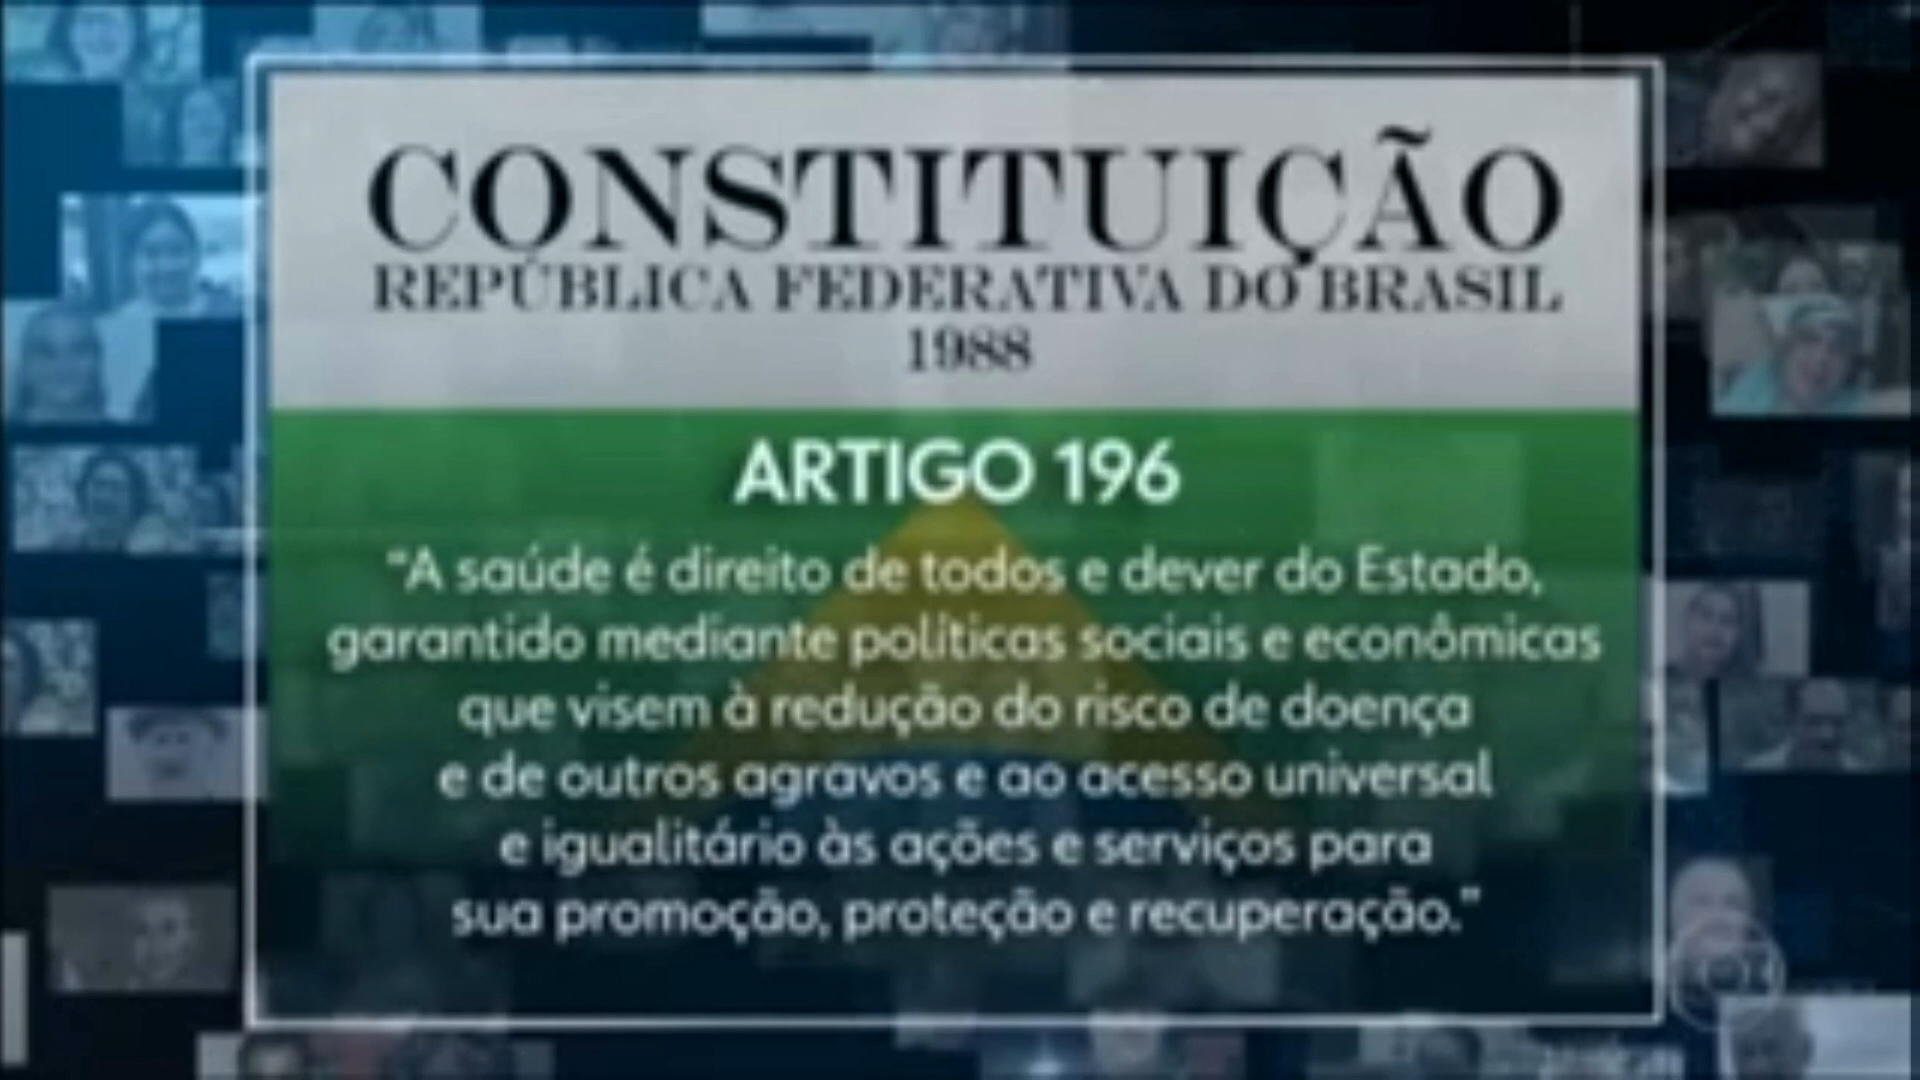 CONSTITUIÇÃO
REPÚBLICA FEDERATIVA DO BRASIL
1988
ARTIGO 196
"A saúde é direito de todos e dever do Estado,
garantido mediante políticas sociais e econômicas
que visem à redução do risco de doença
e de outros agravos e ao acesso universal
e igualitário às ações e serviços para
sua promoção, proteção e recuperação."